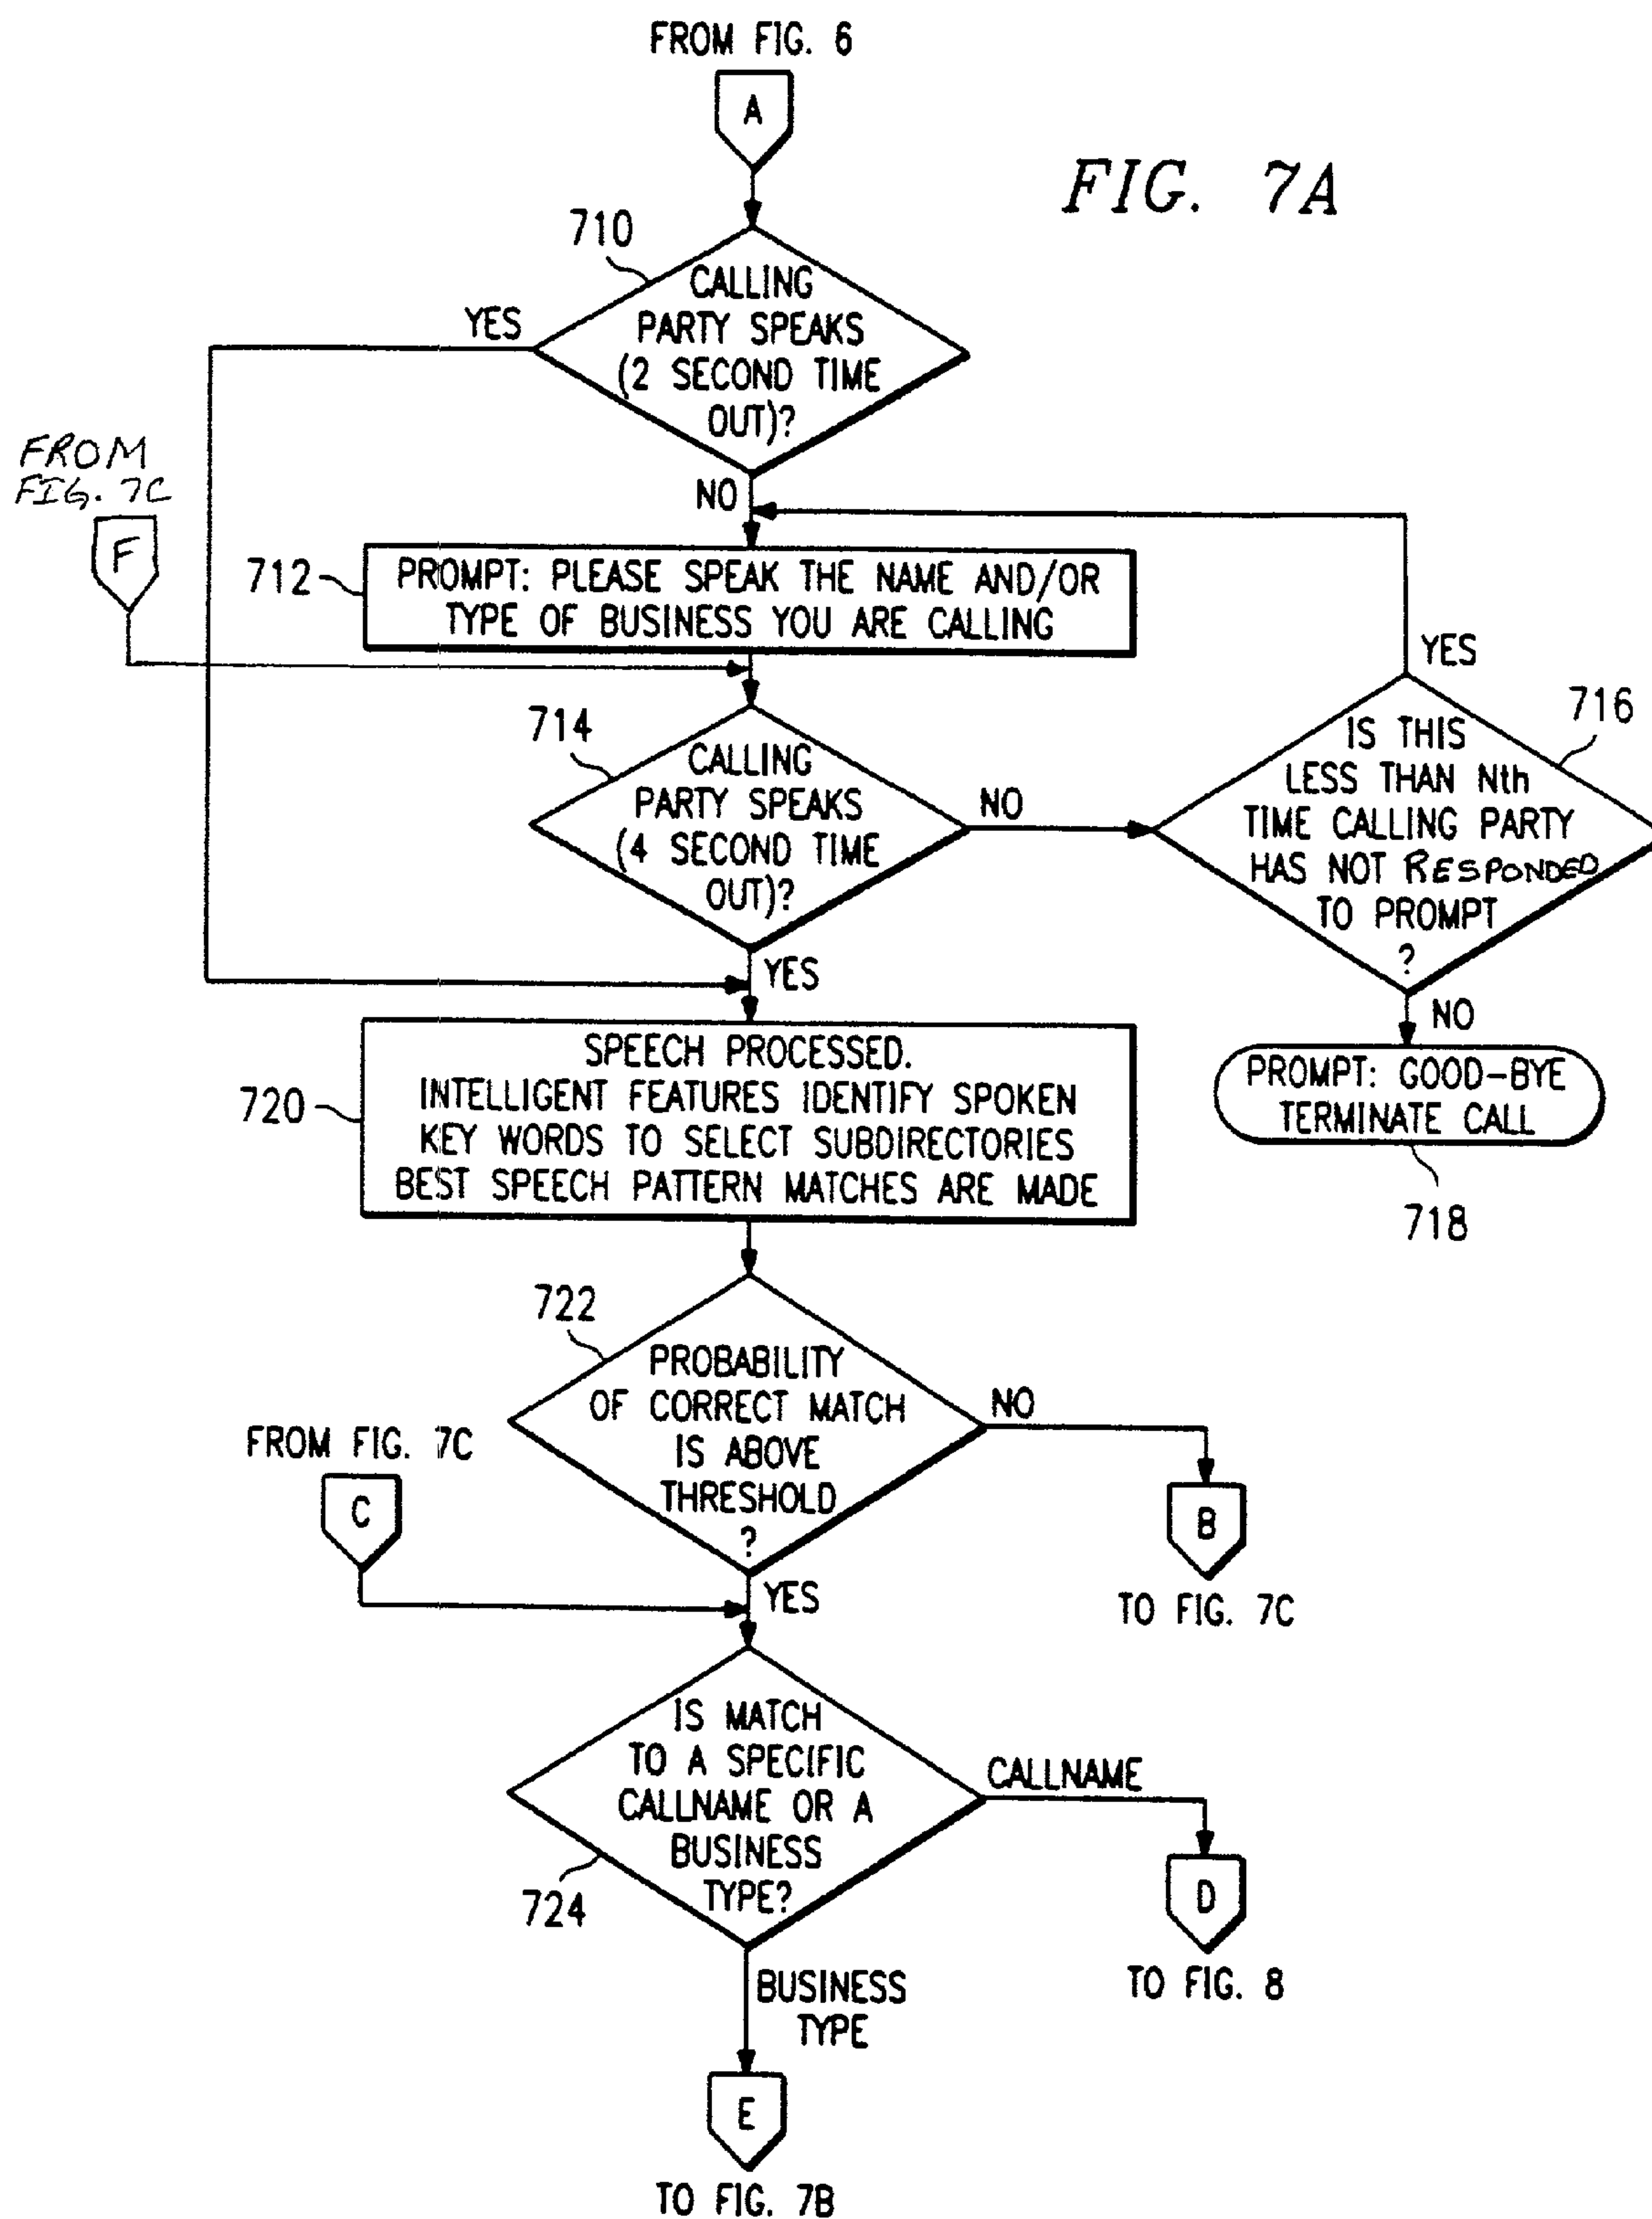 FROM FIG. 6
A
FIG. 7A
710
CALLING
PARTY SPEAKS
(2 SECOND TIME
OUT)?
YES
NO
FROM
FIG. 7C
F
712
PROMPT: PLEASE SPEAK THE NAME AND/OR
TYPE OF BUSINESS YOU ARE CALLING
714
CALLING
PARTY SPEAKS
(4 SECOND TIME
OUT)?
NO
YES
YES
716
IS THIS
LESS THAN Nth
TIME CALLING PARTY
HAS NOT RESPONDED
TO PROMPT
?
NO
PROMPT: GOOD-BYE
TERMINATE CALL
718
720
SPEECH PROCESSED.
INTELLIGENT FEATURES IDENTIFY SPOKEN
KEY WORDS TO SELECT SUBDIRECTORIES
BEST SPEECH PATTERN MATCHES ARE MADE
722
PROBABILITY
OF CORRECT MATCH
IS ABOVE
THRESHOLD
?
NO
B
TO FIG. 7C
FROM FIG. 7C
C
YES
IS MATCH
TO A SPECIFIC
CALLNAME OR A
BUSINESS
TYPE?
724
CALLNAME
D
TO FIG. 8
BUSINESS
TYPE
E
TO FIG. 7B